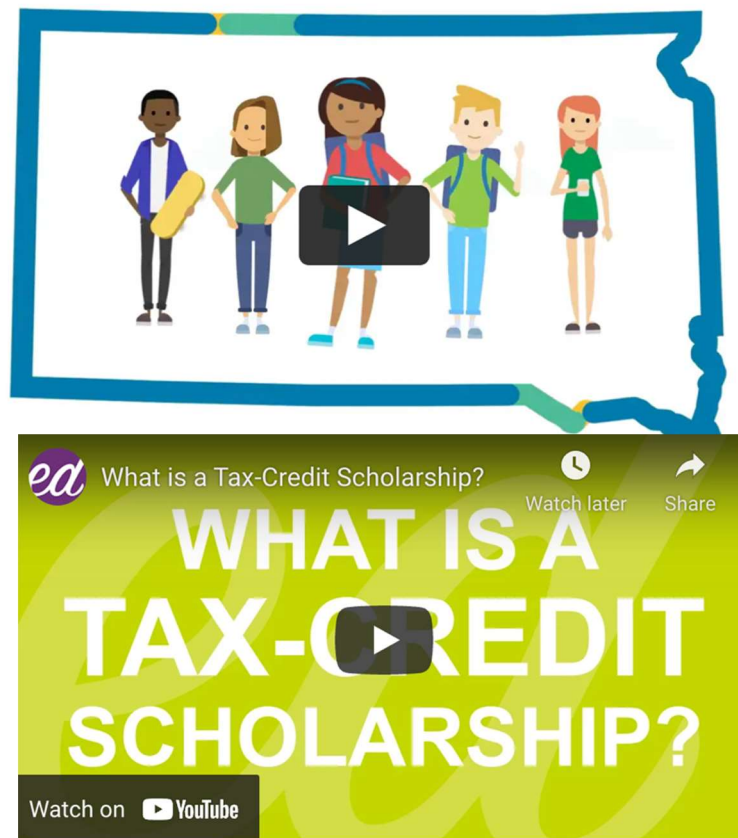 ed
What is a Tax-Credit Scholarship?
Watch later
Share
WHAT IS A
TAX-CREDIT
SCHOLARSHIP?
Watch on YouTube